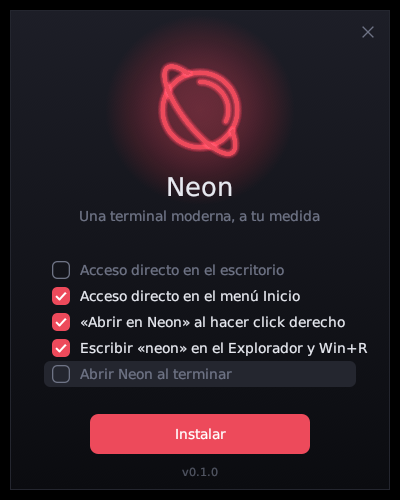 Neon
Una terminal moderna, a tu medida
Acceso directo en el escritorio
Acceso directo en el menú Inicio
«Abrir en Neon» al hacer click derecho
Escribir «neon» en el Explorador y Win+R
Abrir Neon al terminar
Instalar
v0.1.0